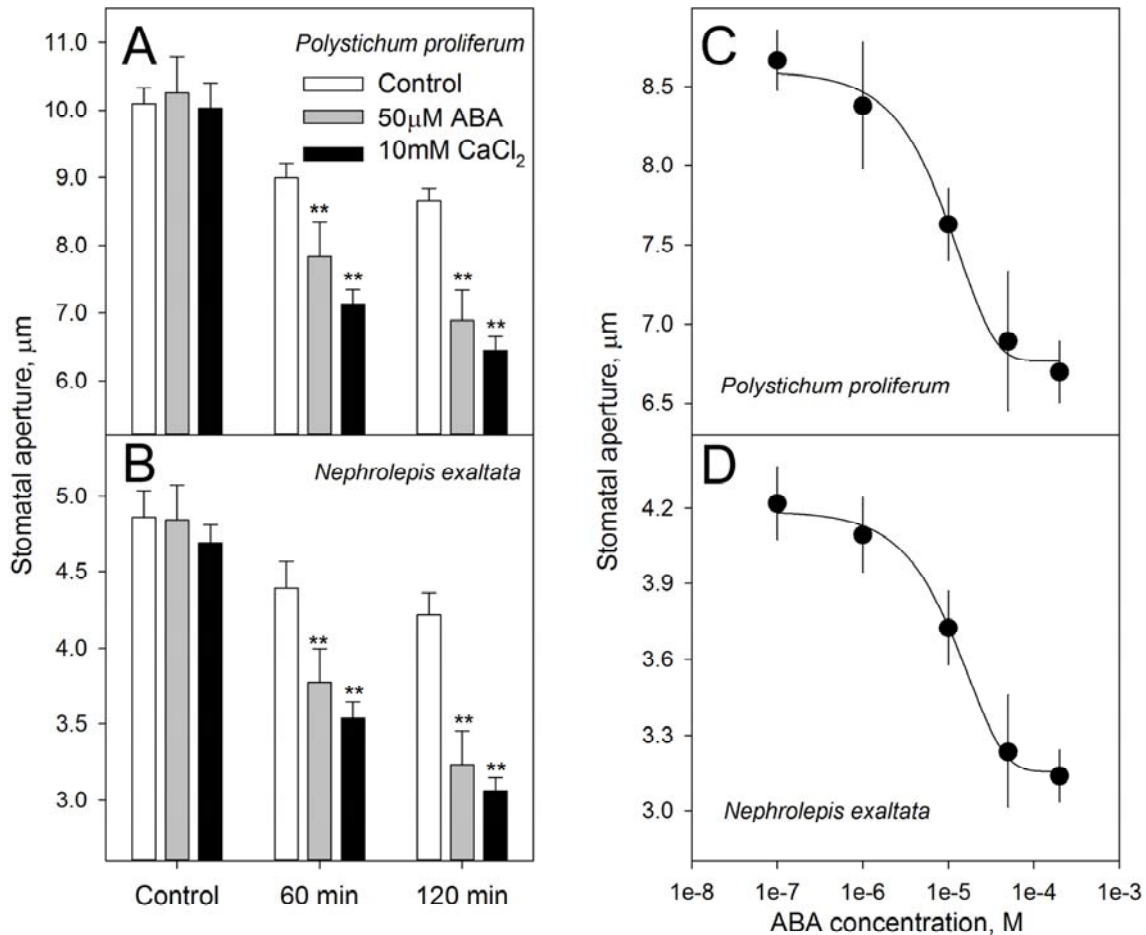 A
Polystichum proliferum
Control
50μM ABA
10mM CaCl₂
11.0
10.0
9.0
8.0
7.0
6.0
**
**
**
**
Stomatal aperture, μm
B
Nephrolepis exaltata
5.0
4.5
4.0
3.5
3.0
**
**
**
**
Control
60 min
120 min
C
8.5
8.0
7.5
7.0
6.5
Polystichum proliferum
Stomatal aperture, μm
D
4.2
3.9
3.6
3.3
3.0
Nephrolepis exaltata
1e-8
1e-7
1e-6
1e-5
1e-4
1e-3
ABA concentration, M